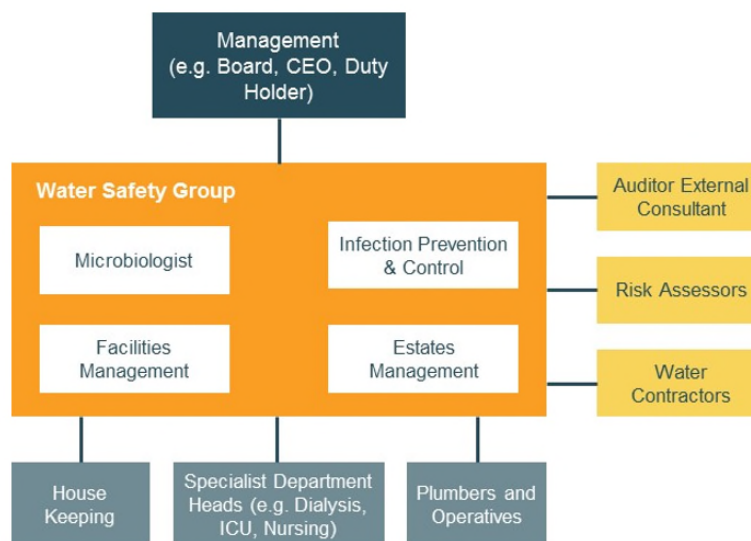 Management
(e.g. Board, CEO, Duty
Holder)
Water Safety Group
Microbiologist
Infection Prevention
& Control
Facilities
Management
Estates
Management
Auditor External
Consultant
Risk Assessors
Water
Contractors
House
Keeping
Specialist Department
Heads (e.g. Dialysis,
ICU, Nursing)
Plumbers and
Operatives